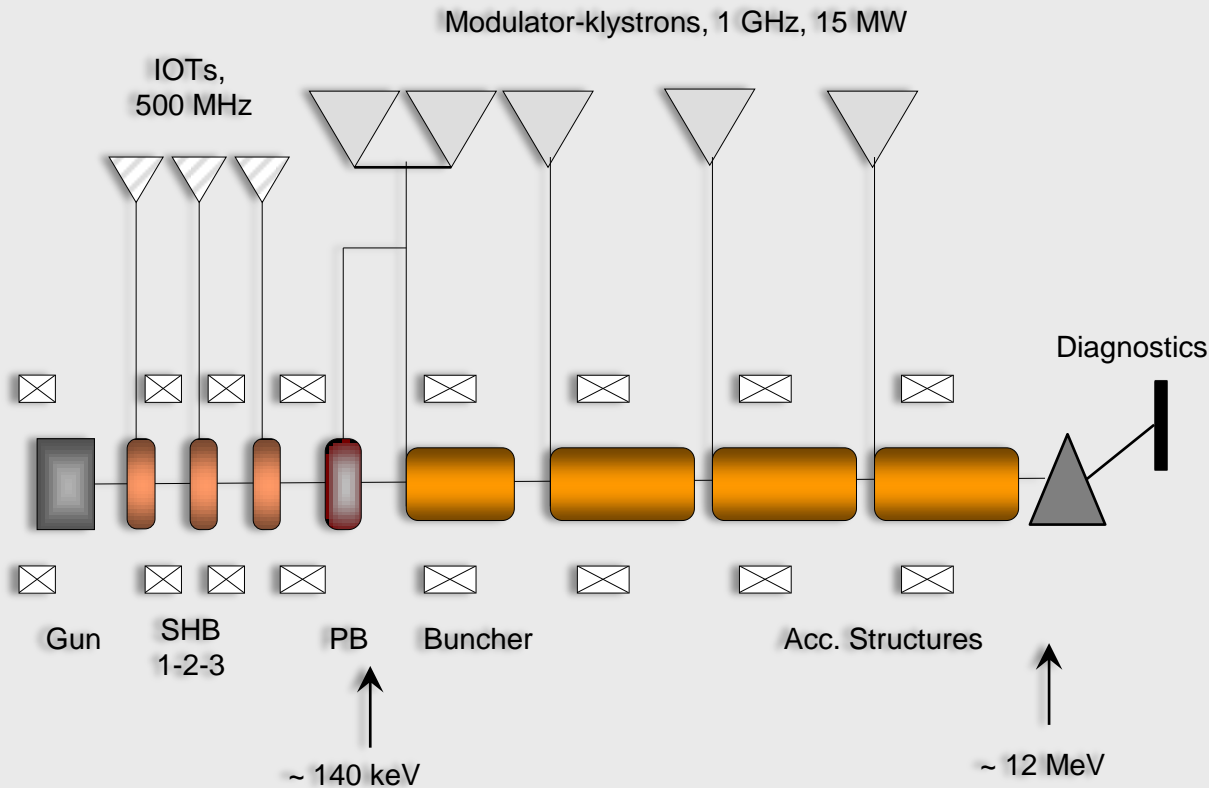 Modulator-klystrons, 1 GHz, 15 MW
IOTs,
500 MHz
Diagnostics
Gun
SHB
1-2-3
PB
Buncher
Acc. Structures
~ 140 keV
~ 12 MeV